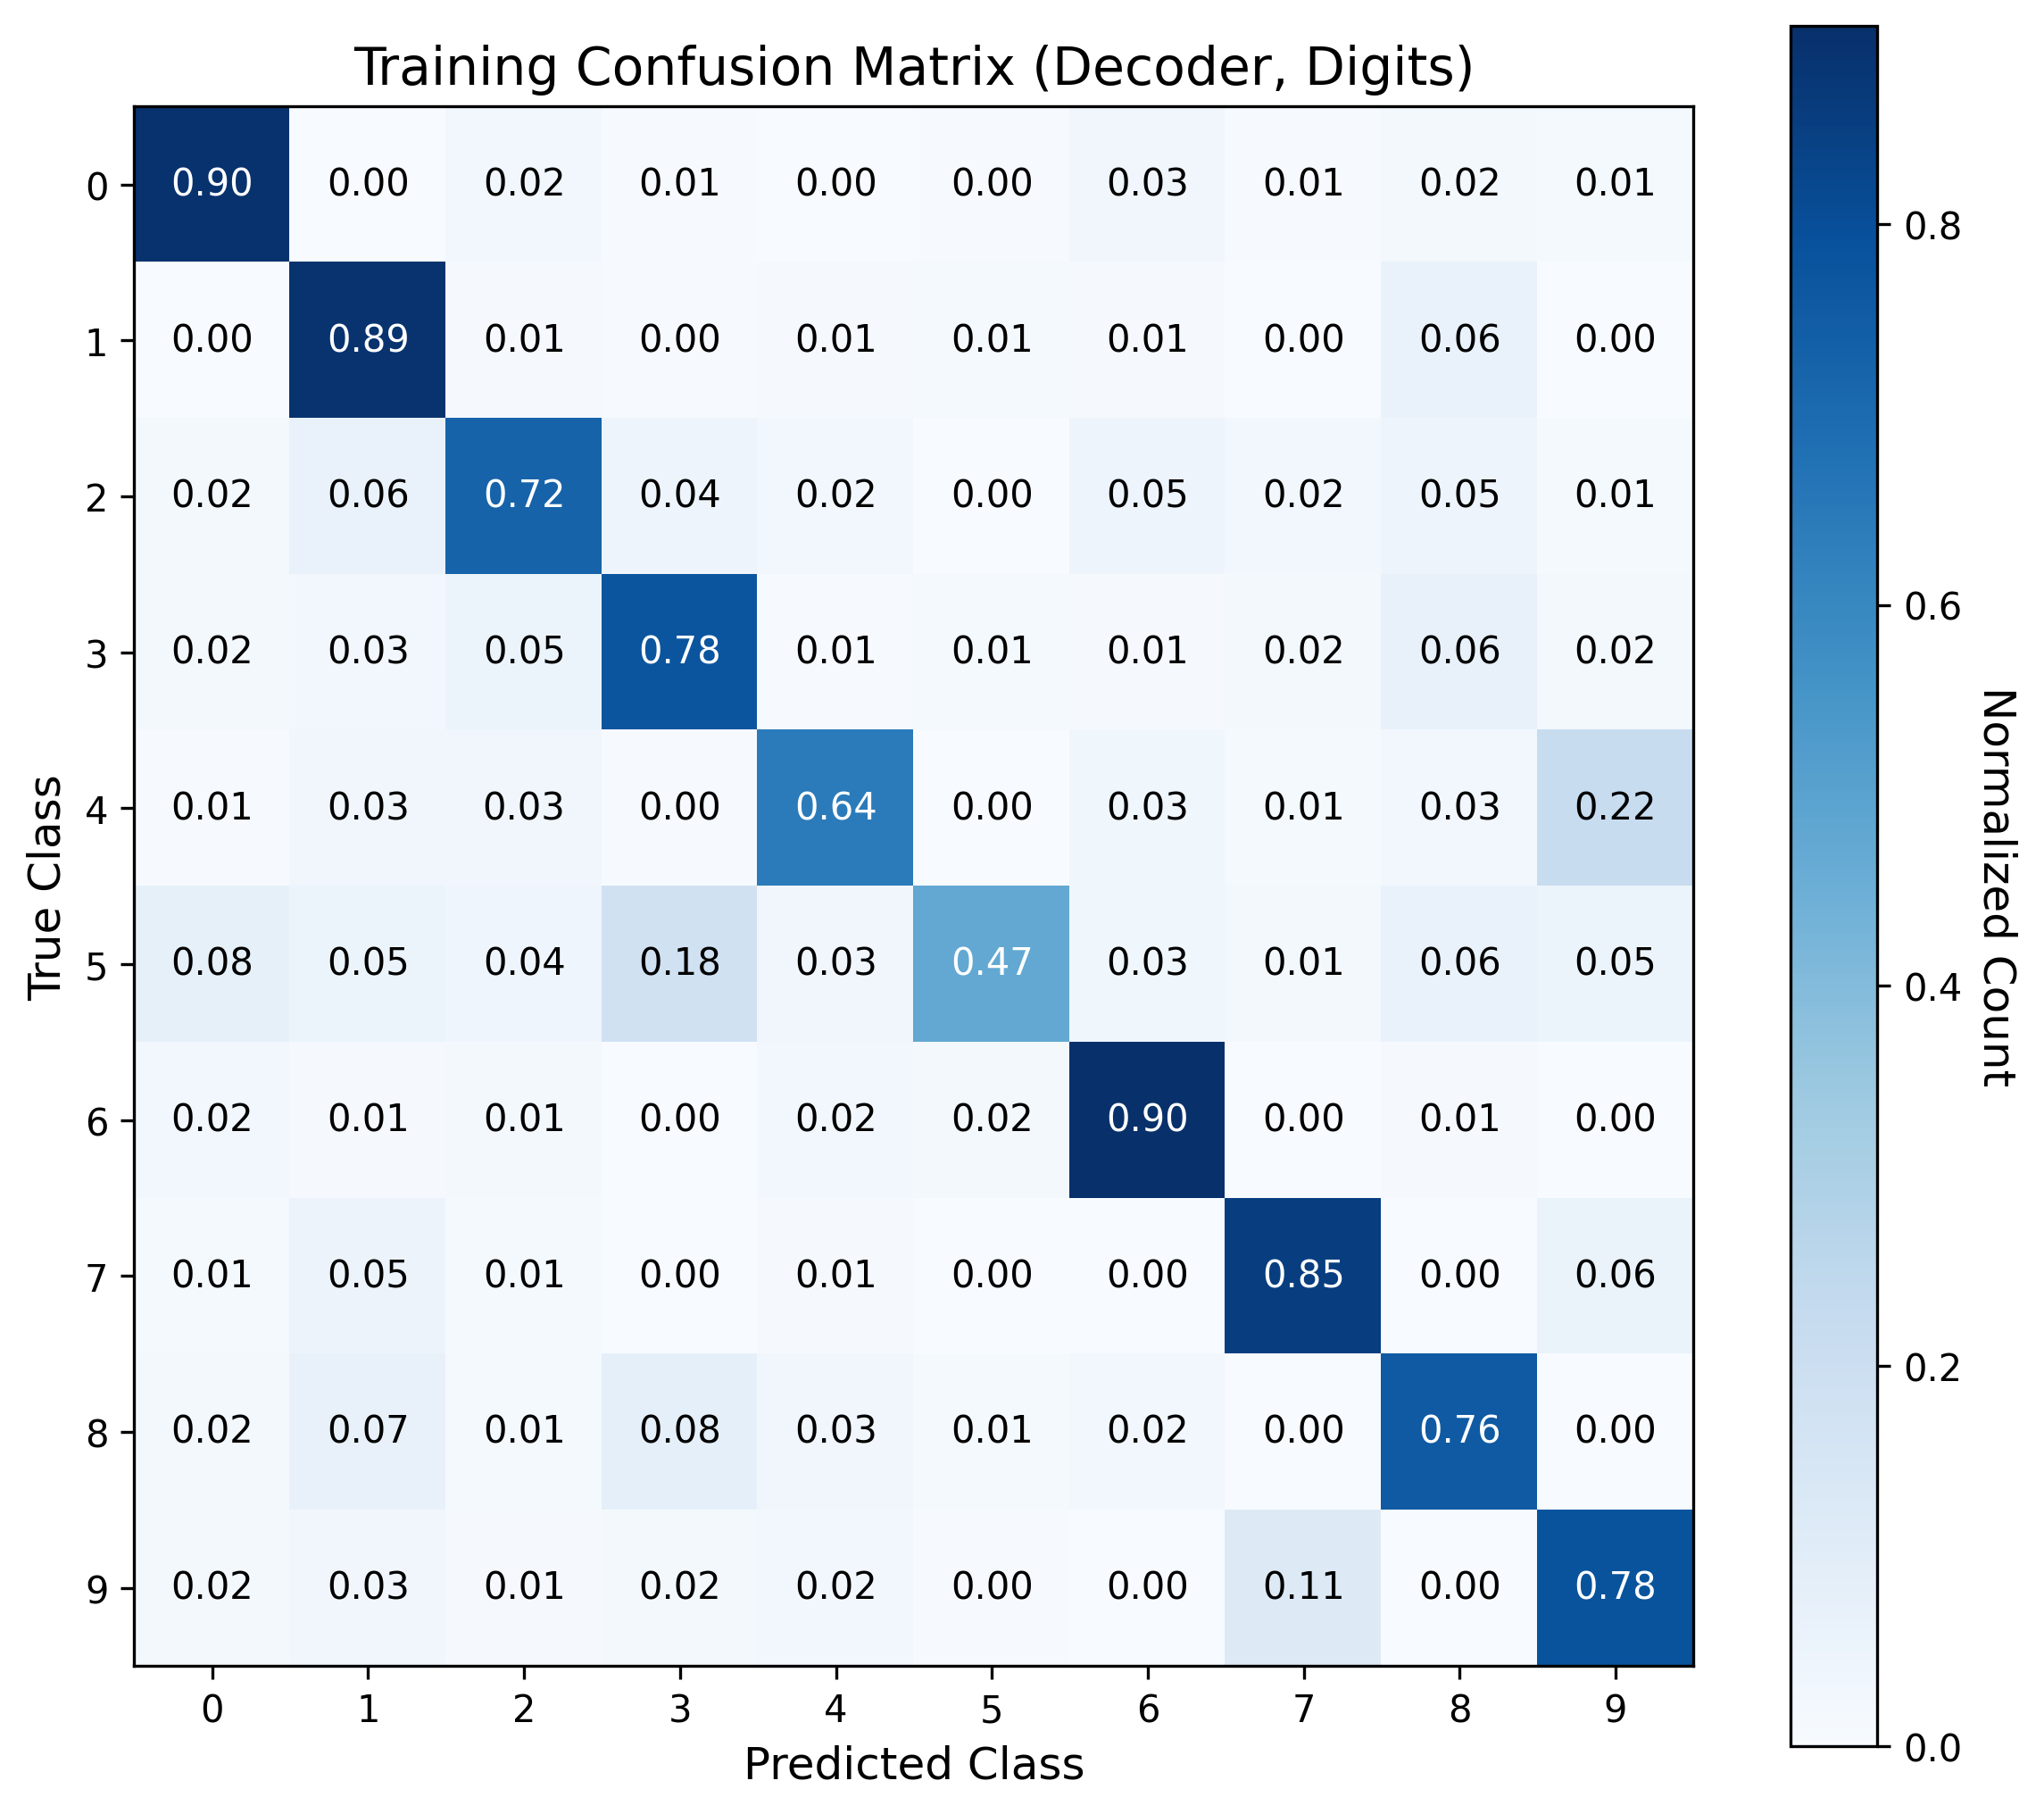 Training Confusion Matrix (Decoder, Digits)
0 0.90 0.00 0.02 0.01 0.00 0.00 0.03 0.01 0.02 0.01
1 0.00 0.89 0.01 0.00 0.01 0.01 0.01 0.00 0.06 0.00
2 0.02 0.06 0.72 0.04 0.02 0.00 0.05 0.02 0.05 0.01
3 0.02 0.03 0.05 0.78 0.01 0.01 0.01 0.02 0.06 0.02
4 0.01 0.03 0.03 0.00 0.64 0.00 0.03 0.01 0.03 0.22
5 0.08 0.05 0.04 0.18 0.03 0.47 0.03 0.01 0.06 0.05
6 0.02 0.01 0.01 0.00 0.02 0.02 0.90 0.00 0.01 0.00
7 0.01 0.05 0.01 0.00 0.01 0.00 0.00 0.85 0.00 0.06
8 0.02 0.07 0.01 0.08 0.03 0.01 0.02 0.00 0.76 0.00
9 0.02 0.03 0.01 0.02 0.02 0.00 0.00 0.11 0.00 0.78
0 1 2 3 4 5 6 7 8 9
Predicted Class
True Class
0.8
0.6
0.4
0.2
0.0
Normalized Count